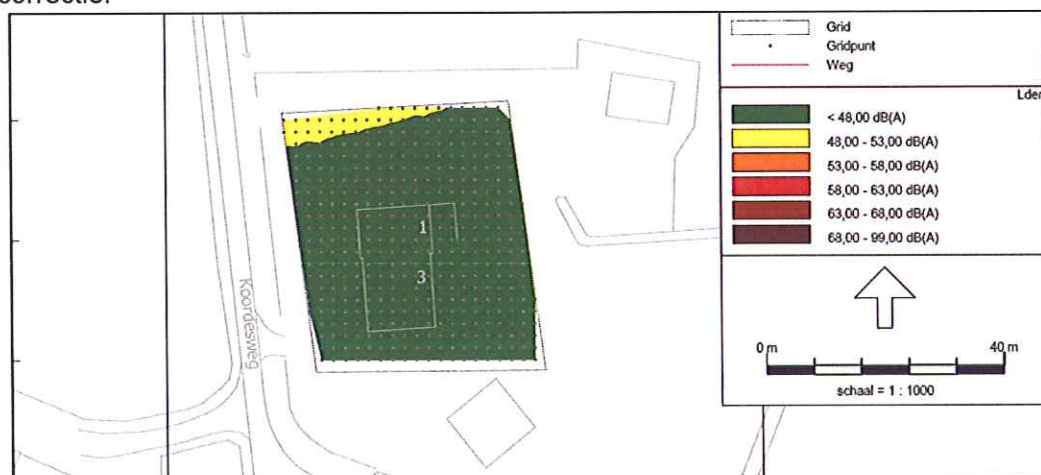 correctie.
Grid
Gridpunt
Weg
Lden
< 48,00 dB(A)
48,00 - 53,00 dB(A)
53,00 - 58,00 dB(A)
58,00 - 63,00 dB(A)
63,00 - 68,00 dB(A)
68,00 - 99,00 dB(A)
0 m
40 m
schaal = 1 : 1000
1
3
Koordesweg